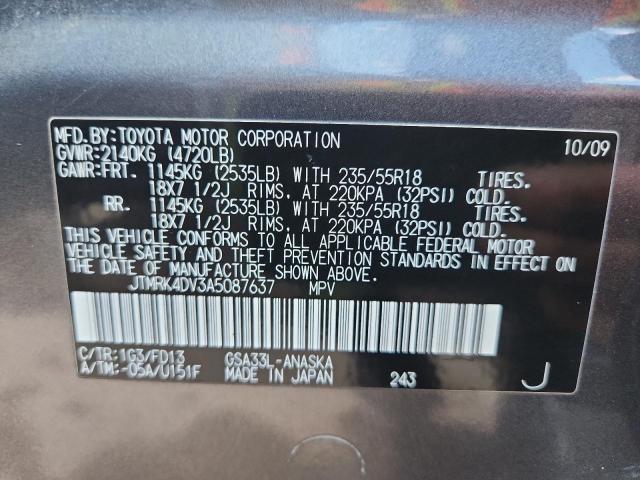 MFD.BY:TOYOTA MOTOR CORPORATION 10/09
GVWR:2140KG (4720LB)
GAWR:FRT. 1145KG (2535LB) WITH 235/55R18 TIRES.
18X7 1/2J RIMS. AT 220KPA (32PSI) COLD.
RR. 1145KG (2535LB) WITH 235/55R18 TIRES.
18X7 1/2J RIMS. AT 220KPA (32PSI) COLD.
THIS VEHICLE CONFORMS TO ALL APPLICABLE FEDERAL MOTOR
VEHICLE SAFETY AND THEFT PREVENTION STANDARDS IN EFFECT ON
THE DATE OF MANUFACTURE SHOWN ABOVE.
JTMRK4DV3A5087637 MPV
C/TR:1G3/FD13 GSA33L-ANASKA
A/TM:-05A/U151F MADE IN JAPAN 243 J